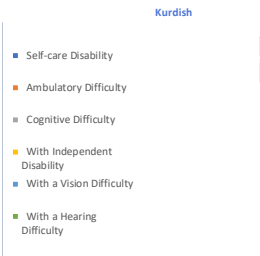 Kurdish
Self-care Disability
Ambulatory Difficulty
Cognitive Difficulty
With Independent
Disability
With a Vision Difficulty
With a Hearing
Difficulty